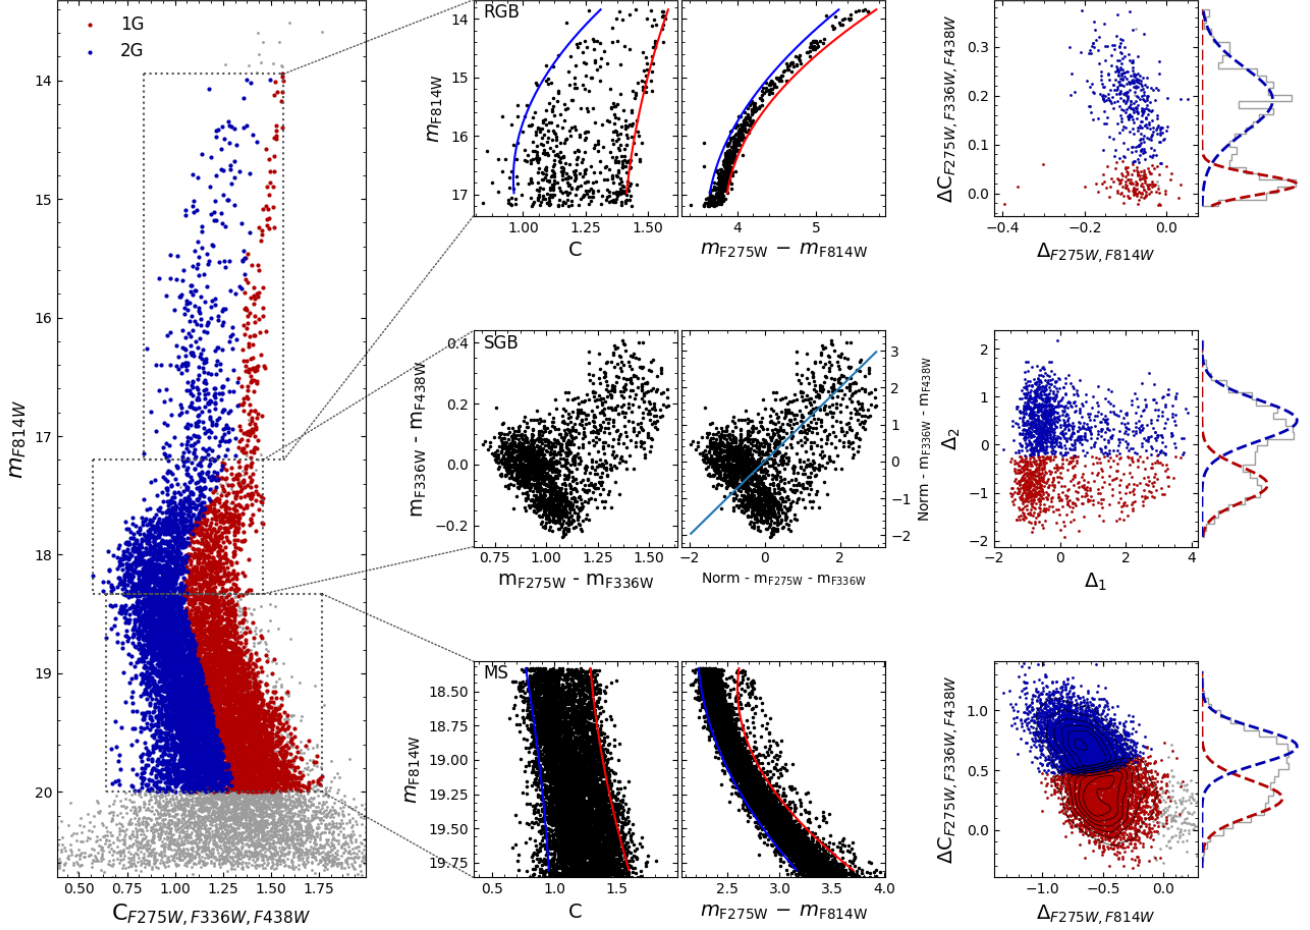 1G
2G
14
15
16
17
18
19
20
m_F814W
0.50 0.75 1.00 1.25 1.50 1.75
C_F275W, F336W, F438W
RGB
14
15
16
17
m_F814W
1.00 1.25 1.50
C
4 5
m_F275W − m_F814W
0.3
0.2
0.1
0.0
ΔC_F275W, F336W, F438W
−0.4 −0.2 0.0
Δ_F275W, F814W
SGB
0.4
0.2
0.0
−0.2
m_F336W - m_F438W
0.75 1.00 1.25 1.50
m_F275W - m_F336W
3
2
1
0
−1
−2
Norm - m_F336W - m_F438W
−2 0 2
Norm - m_F275W - m_F336W
2
1
0
−1
−2
Δ_2
−2 0 2 4
Δ_1
MS
18.50
18.75
19.00
19.25
19.50
19.75
m_F814W
0.5 1.0 1.5
C
2.5 3.0 3.5 4.0
m_F275W − m_F814W
1.0
0.5
0.0
ΔC_F275W, F336W, F438W
−1.0 −0.5 0.0
Δ_F275W, F814W